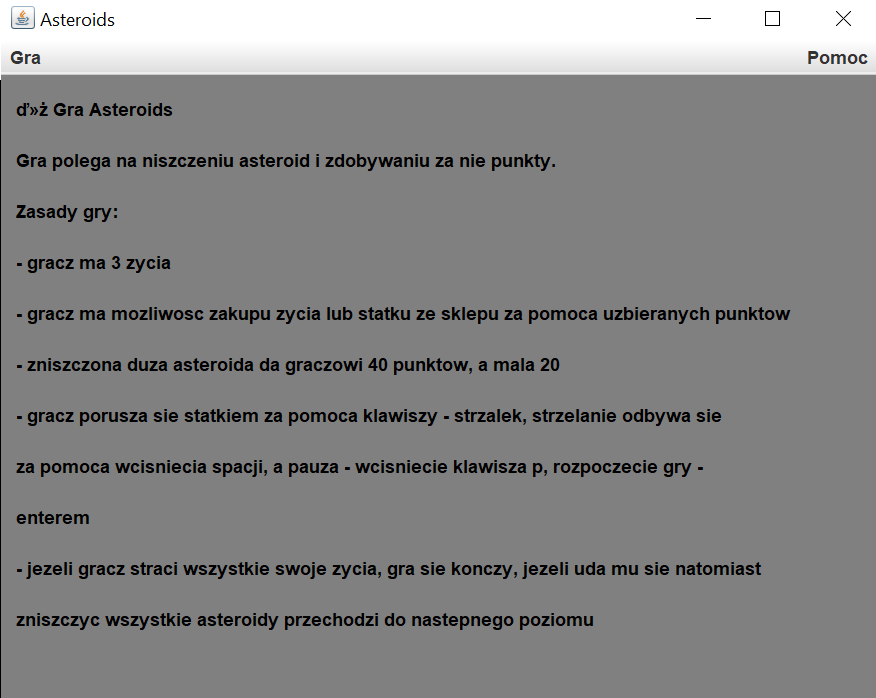 Asteroids
Gra Pomoc
ď»ż Gra Asteroids
Gra polega na niszczeniu asteroid i zdobywaniu za nie punkty.
Zasady gry:
- gracz ma 3 zycia
- gracz ma mozliwosc zakupu zycia lub statku ze sklepu za pomoca uzbieranych punktow
- zniszczona duza asteroida da graczowi 40 punktow, a mala 20
- gracz porusza sie statkiem za pomoca klawiszy - strzalek, strzelanie odbywa sie
za pomoca wcisniecia spacji, a pauza - wcisniecie klawisza p, rozpoczecie gry -
enterem
- jezeli gracz straci wszystkie swoje zycia, gra sie konczy, jezeli uda mu sie natomiast
zniszczyc wszystkie asteroidy przechodzi do nastepnego poziomu